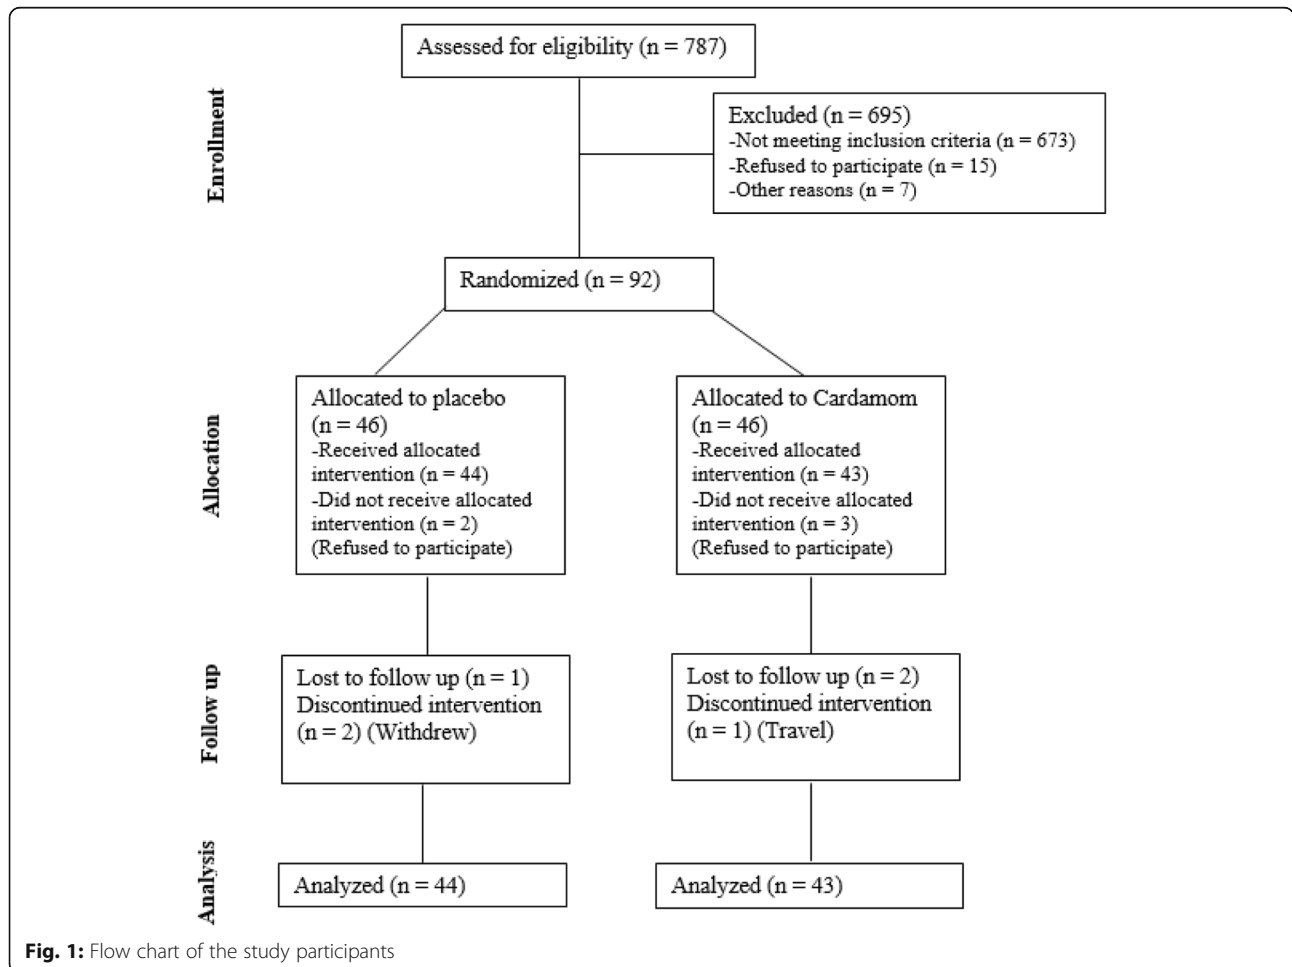 Assessed for eligibility (n = 787)
Enrollment
Excluded (n = 695)
-Not meeting inclusion criteria (n = 673)
-Refused to participate (n = 15)
-Other reasons (n = 7)
Randomized (n = 92)
Allocation
Allocated to placebo
(n = 46)
-Received allocated
intervention (n = 44)
-Did not receive allocated
intervention (n = 2)
(Refused to participate)
Allocated to Cardamom
(n = 46)
-Received allocated
intervention (n = 43)
-Did not receive allocated
intervention (n = 3)
(Refused to participate)
Follow up
Lost to follow up (n = 1)
Discontinued intervention
(n = 2) (Withdrew)
Lost to follow up (n = 2)
Discontinued intervention
(n = 1) (Travel)
Analysis
Analyzed (n = 44)
Analyzed (n = 43)
Fig. 1: Flow chart of the study participants